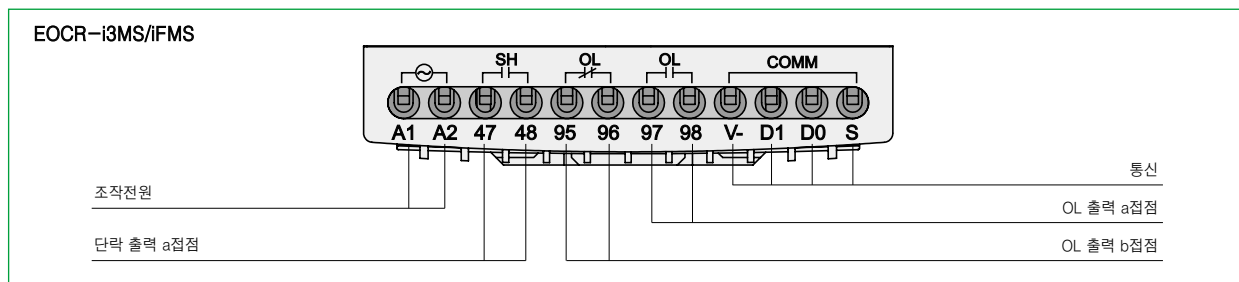 EOCR-i3MS/iFMS
SH OL OL COMM
A1 A2 47 48 95 96 97 98 V- D1 D0 S
통신
조작전원
OL 출력 a접점
단락 출력 a접점
OL 출력 b접점